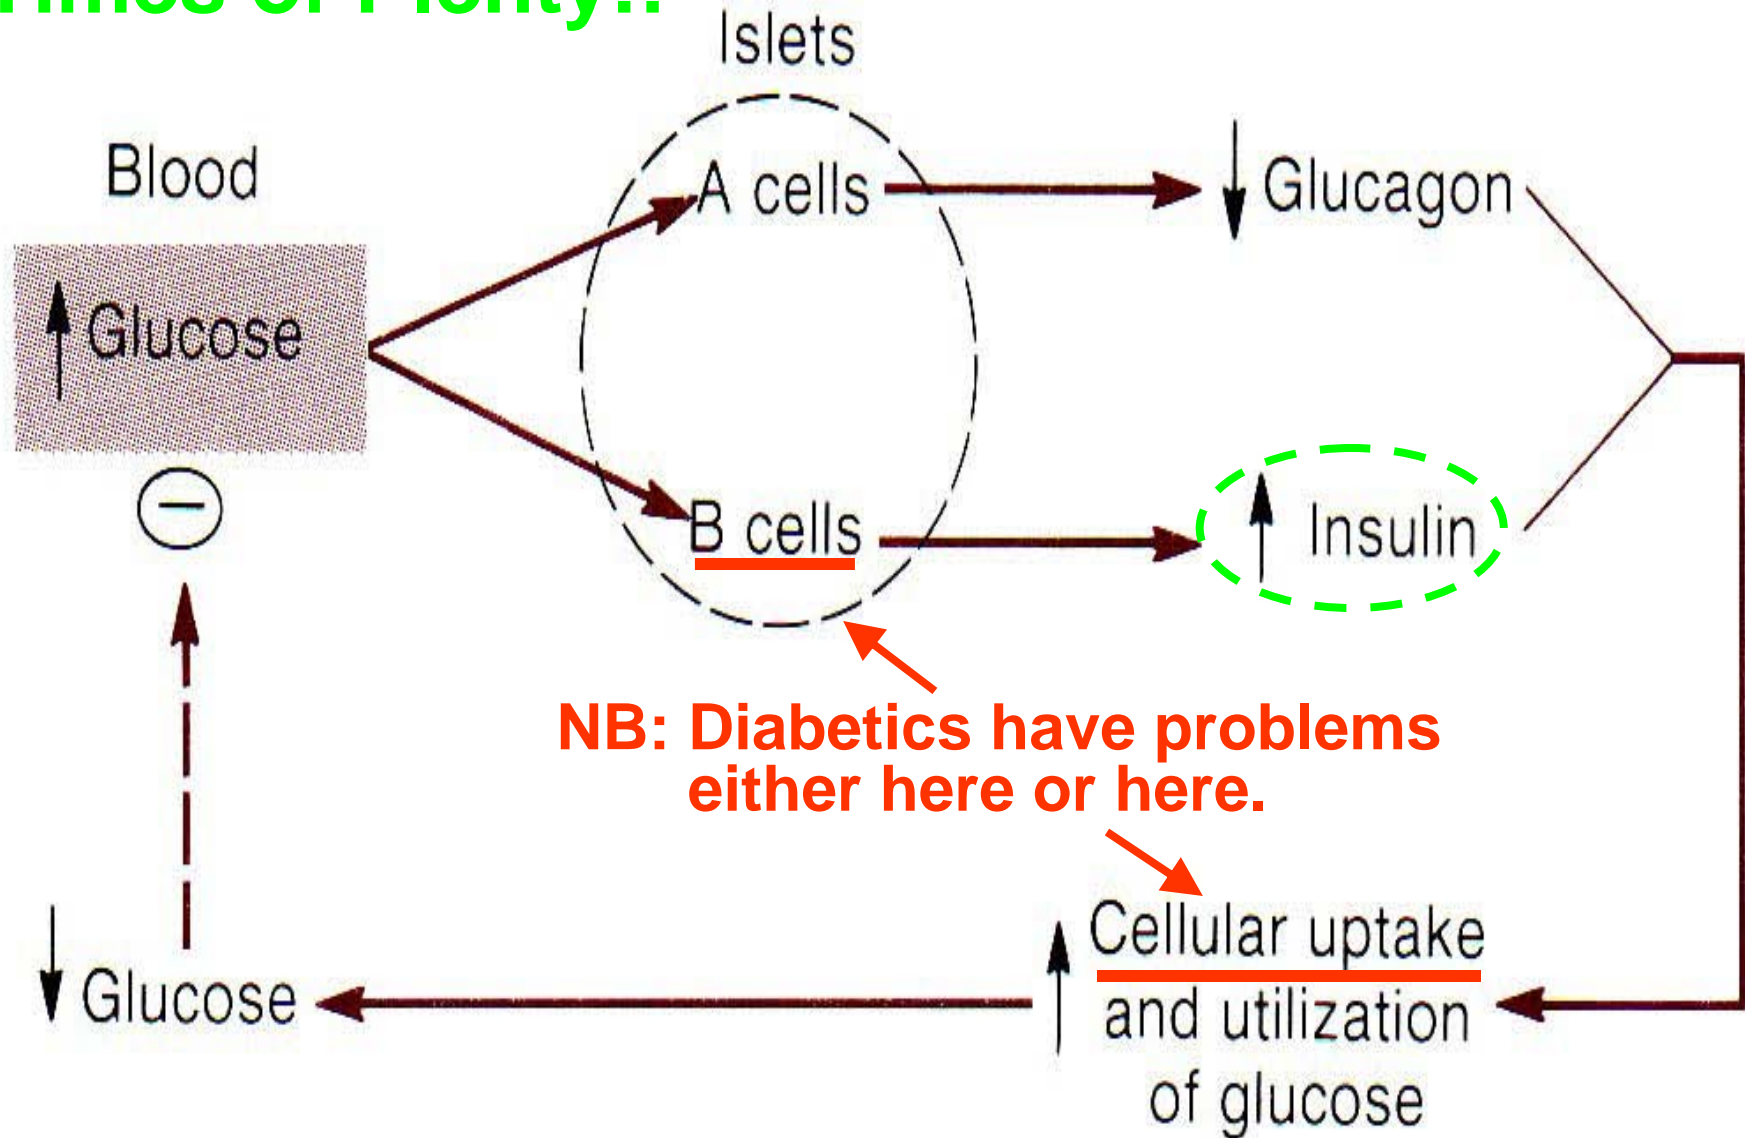 Islets
Blood
A cells
↓ Glucagon
↑ Glucose
−
B cells
↑ Insulin
NB: Diabetics have problems
either here or here.
↓ Glucose
↑ Cellular uptake
and utilization
of glucose